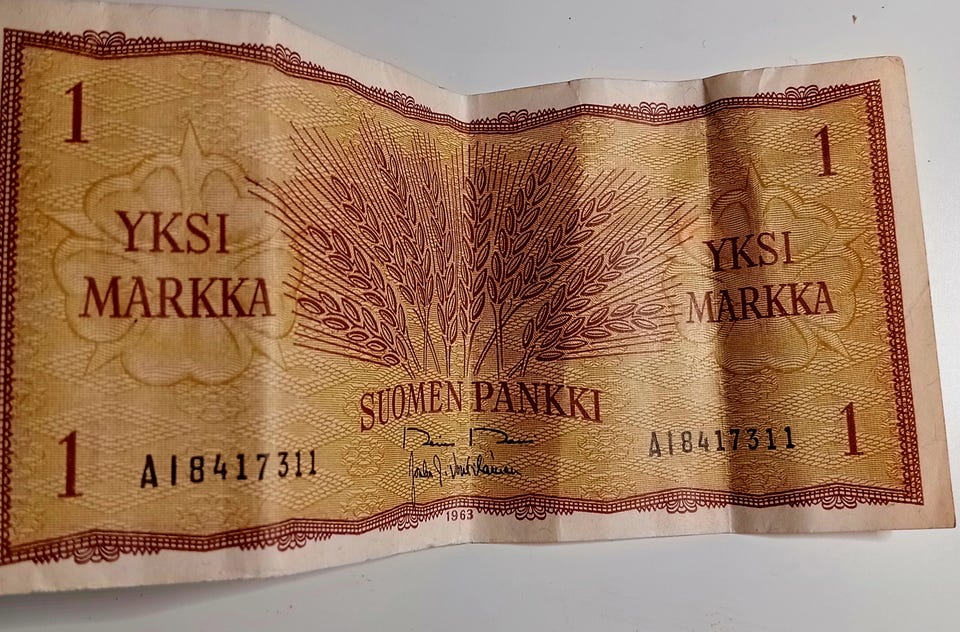 1
1
YKSI
MARKKA
YKSI
MARKKA
SUOMEN PANKKI
1
A18417311
A18417311
1
1963